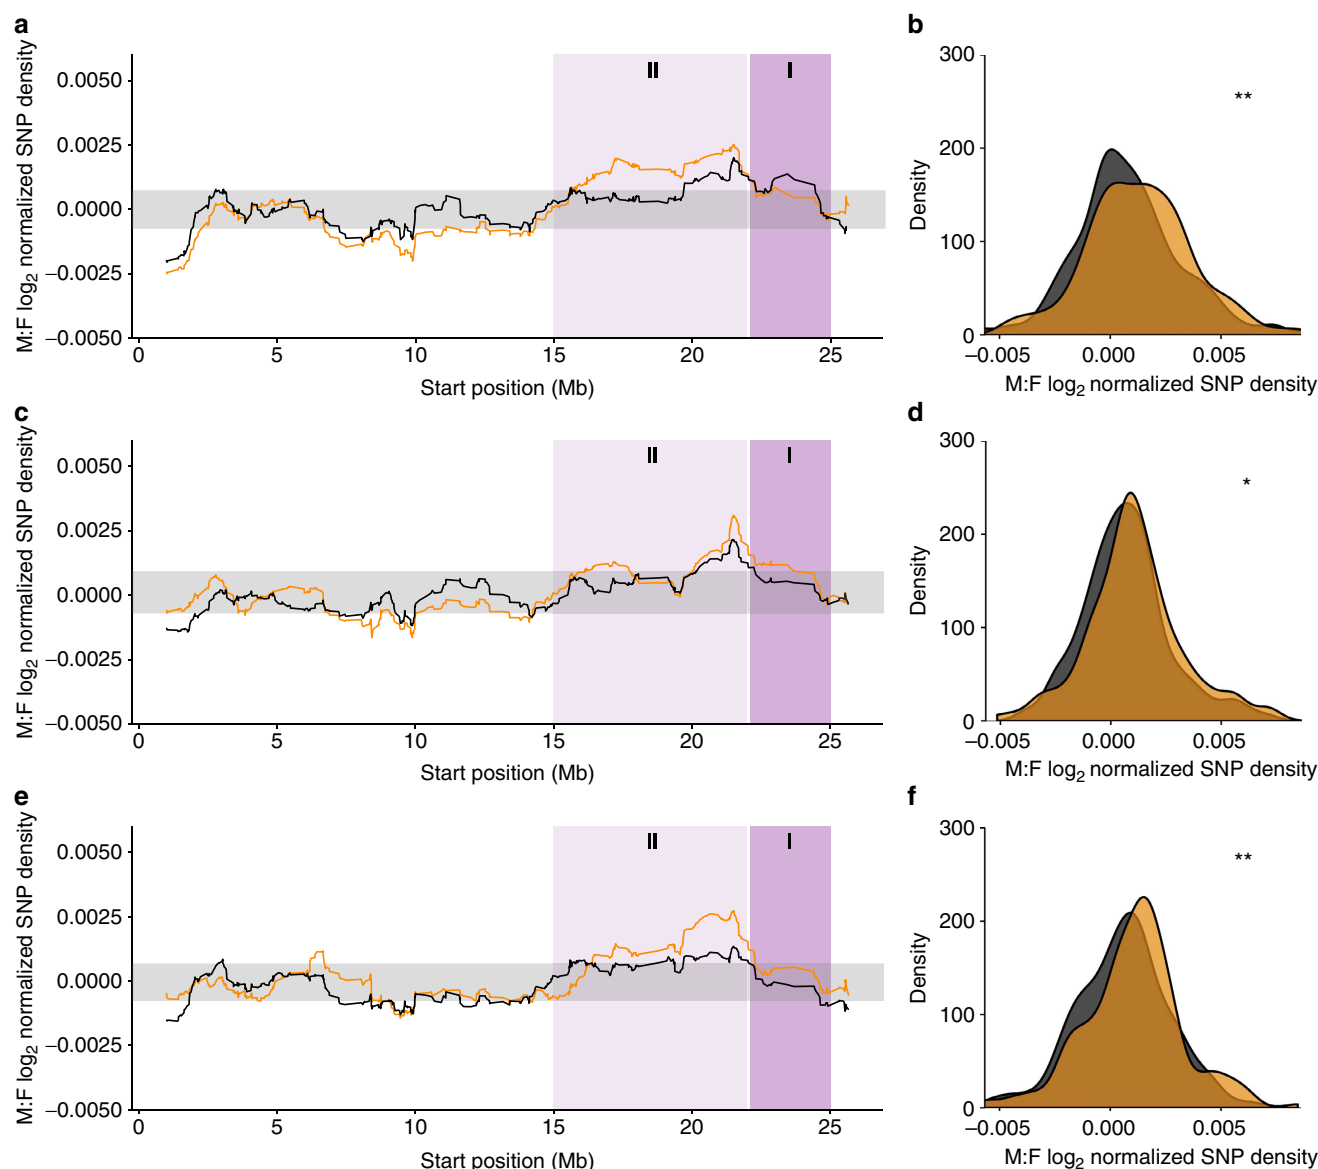 a
M:F log2 normalized SNP density
0.0050
0.0025
0.0000
−0.0025
−0.0050
II
I
0
5
10
15
20
25
Start position (Mb)
b
Density
300
200
100
0
**
−0.005
0.000
0.005
M:F log2 normalized SNP density
c
M:F log2 normalized SNP density
0.0050
0.0025
0.0000
−0.0025
−0.0050
II
I
0
5
10
15
20
25
Start position (Mb)
d
Density
300
200
100
0
*
−0.005
0.000
0.005
M:F log2 normalized SNP density
e
M:F log2 normalized SNP density
0.0050
0.0025
0.0000
−0.0025
−0.0050
II
I
0
5
10
15
20
25
Start position (Mb)
f
Density
300
200
100
0
**
−0.005
0.000
0.005
M:F log2 normalized SNP density